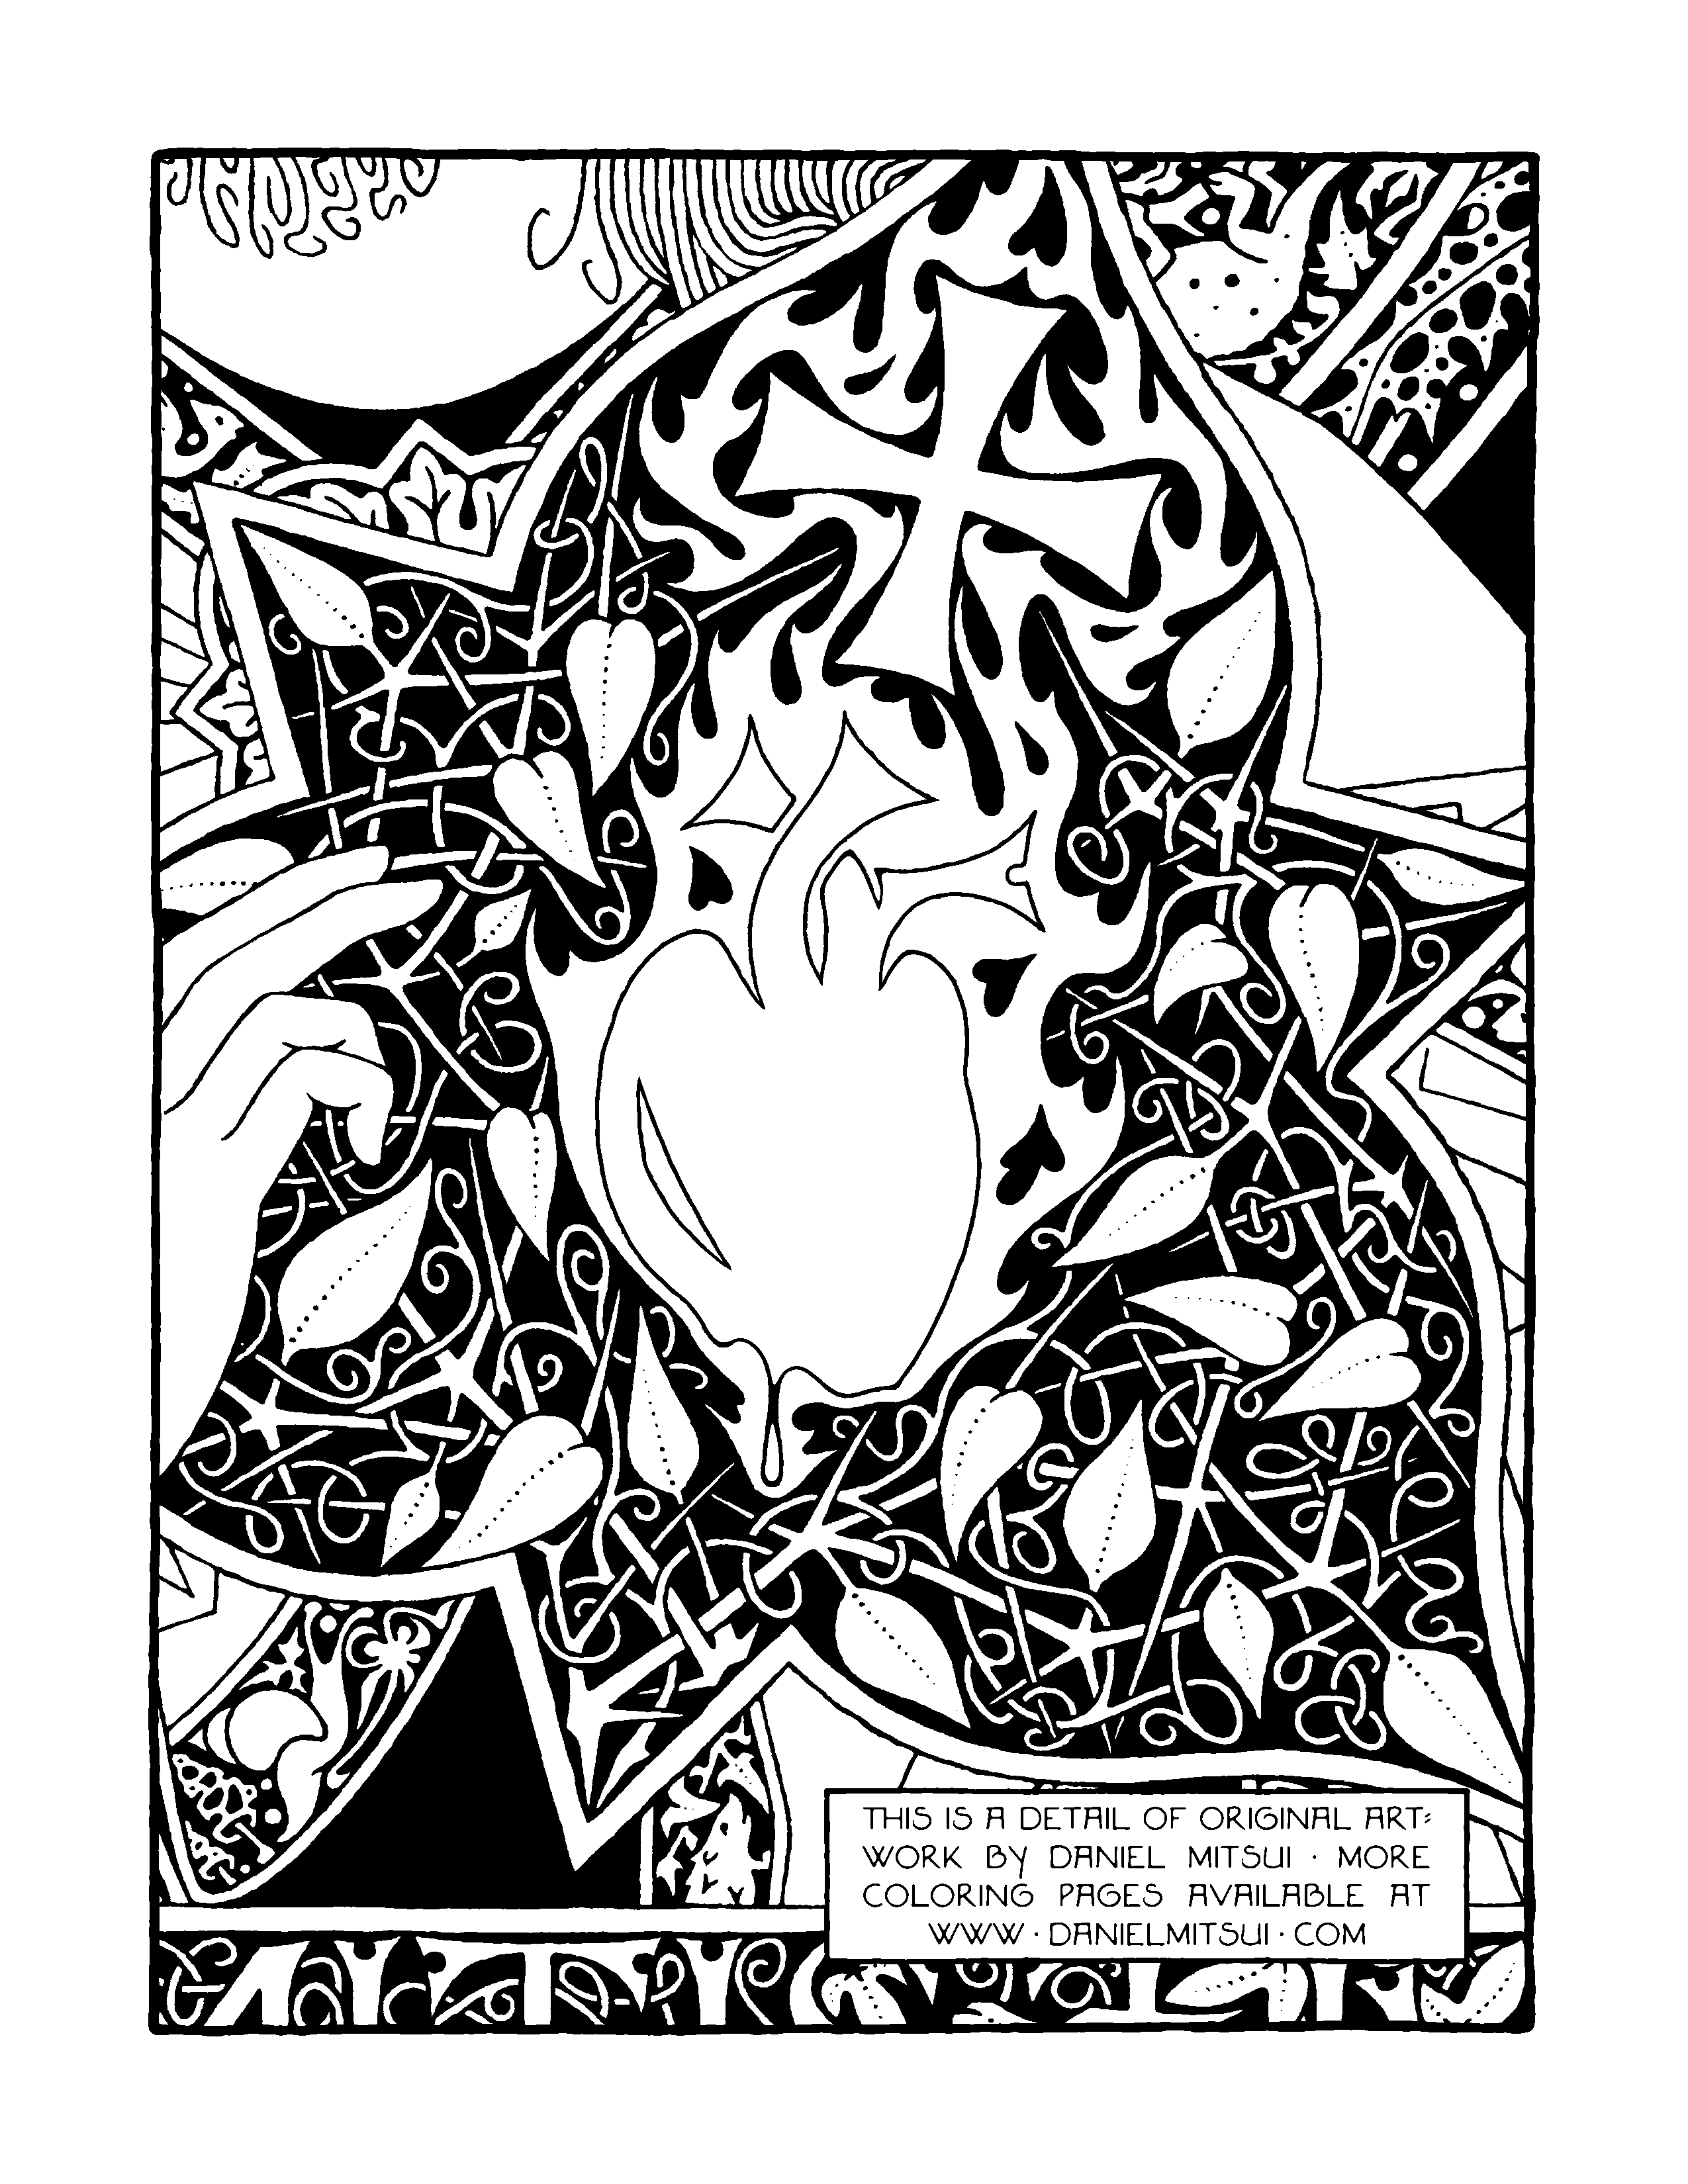 THIS IS A DETAIL OF ORIGINAL ART:
WORK BY DANIEL MITSUI · MORE
COLORING PAGES AVAILABLE AT
WWW · DANIELMITSUI · COM